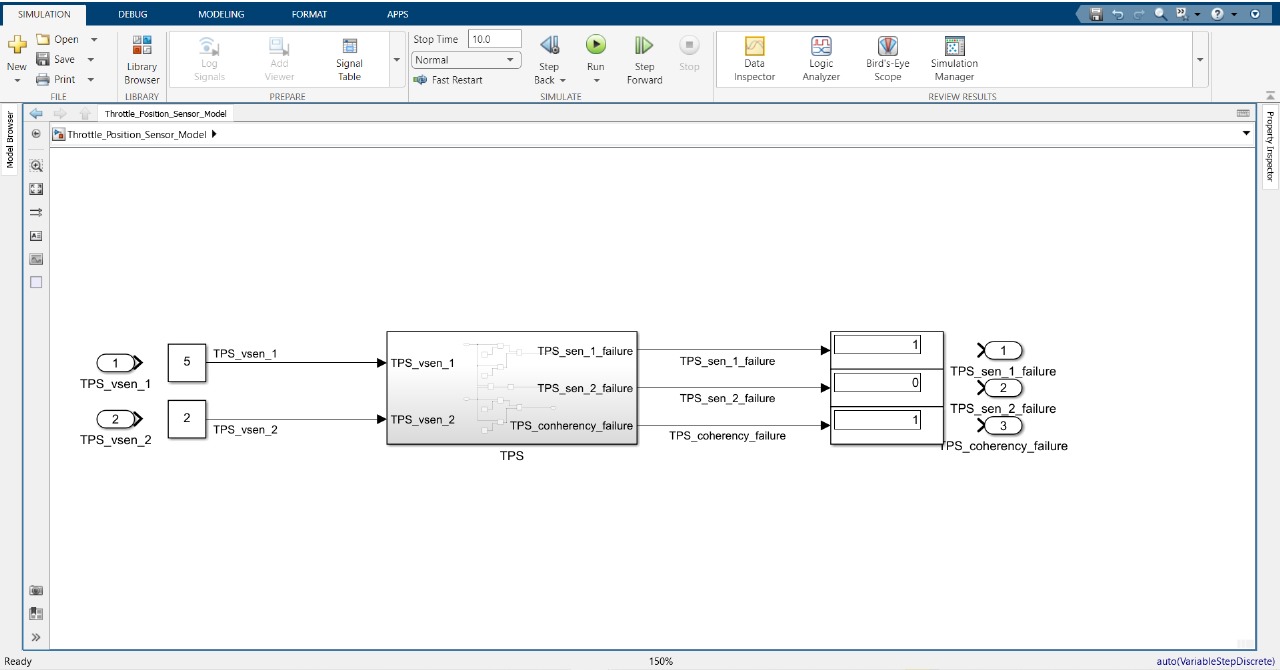 SIMULATION DEBUG MODELING FORMAT APPS
New Open Save Print FILE
Library Browser LIBRARY
Log Signals Add Viewer Signal Table PREPARE
Stop Time 10.0
Normal
Fast Restart
Step Back Run Step Forward Stop
SIMULATE
Data Inspector Logic Analyzer Bird's-Eye Scope Simulation Manager
REVIEW RESULTS
Model Browser
Property Inspector
Throttle_Position_Sensor_Model
Throttle_Position_Sensor_Model
1
TPS_vsen_1
5
TPS_vsen_1
2
TPS_vsen_2
2
TPS_vsen_2
TPS_vsen_1
TPS_vsen_2
TPS_sen_1_failure
TPS_sen_2_failure
TPS_conherency_failure
TPS
TPS_sen_1_failure
TPS_sen_2_failure
TPS_coherency_failure
1
0
1
1
TPS_sen_1_failure
2
TPS_sen_2_failure
3
TPS_coherency_failure
Ready 150% auto(VariableStepDiscrete)